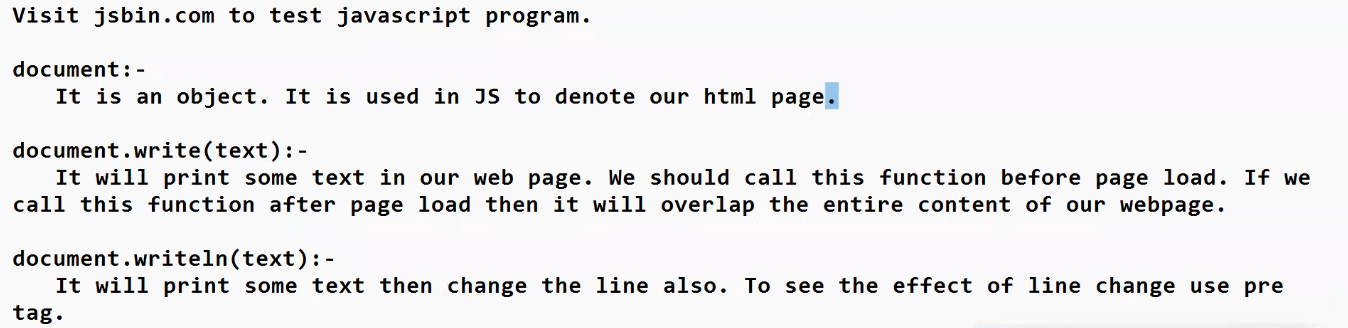 Visit jsbin.com to test javascript program.
document:-
It is an object. It is used in JS to denote our html page.
document.write(text):-
It will print some text in our web page. We should call this function before page load. If we
call this function after page load then it will overlap the entire content of our webpage.
document.writeln(text):-
It will print some text then change the line also. To see the effect of line change use pre
tag.